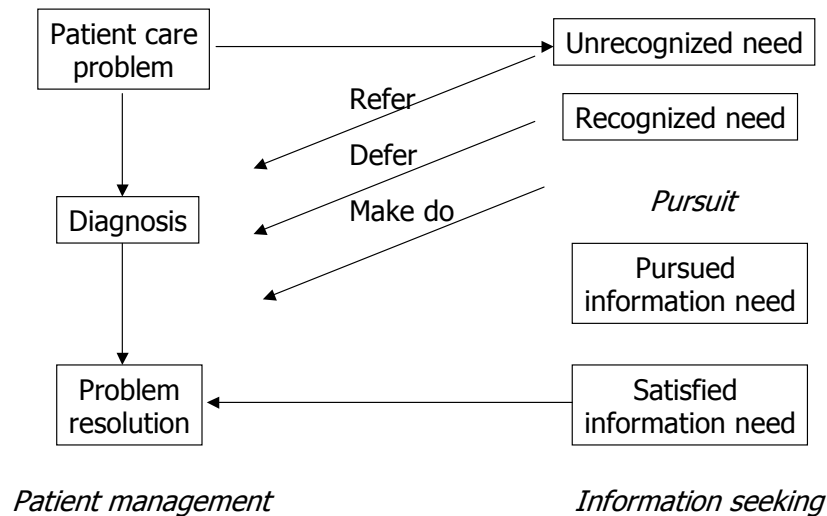 Patient care
problem
Unrecognized need
Refer
Recognized need
Defer
Diagnosis
Make do
Pursuit
Pursued
information need
Problem
resolution
Satisfied
information need
Patient management
Information seeking